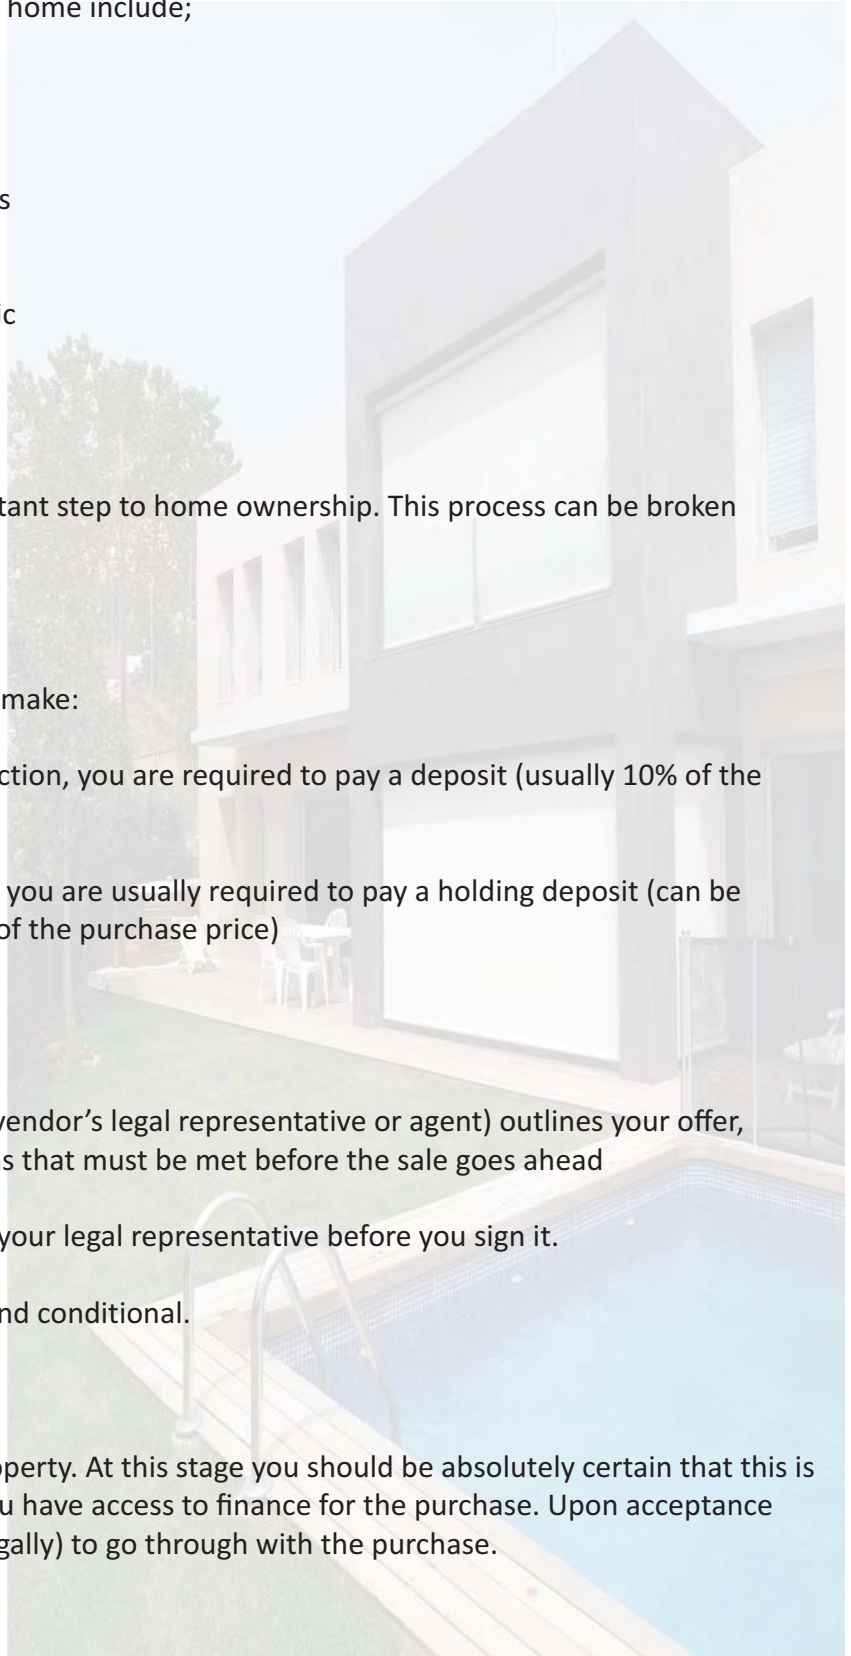 home include;
s
ic
tant step to home ownership. This process can be broken
make:
ction, you are required to pay a deposit (usually 10% of the
you are usually required to pay a holding deposit (can be
of the purchase price)
vendor’s legal representative or agent) outlines your offer,
s that must be met before the sale goes ahead
your legal representative before you sign it.
nd conditional.
operty. At this stage you should be absolutely certain that this is
u have access to finance for the purchase. Upon acceptance
gally) to go through with the purchase.